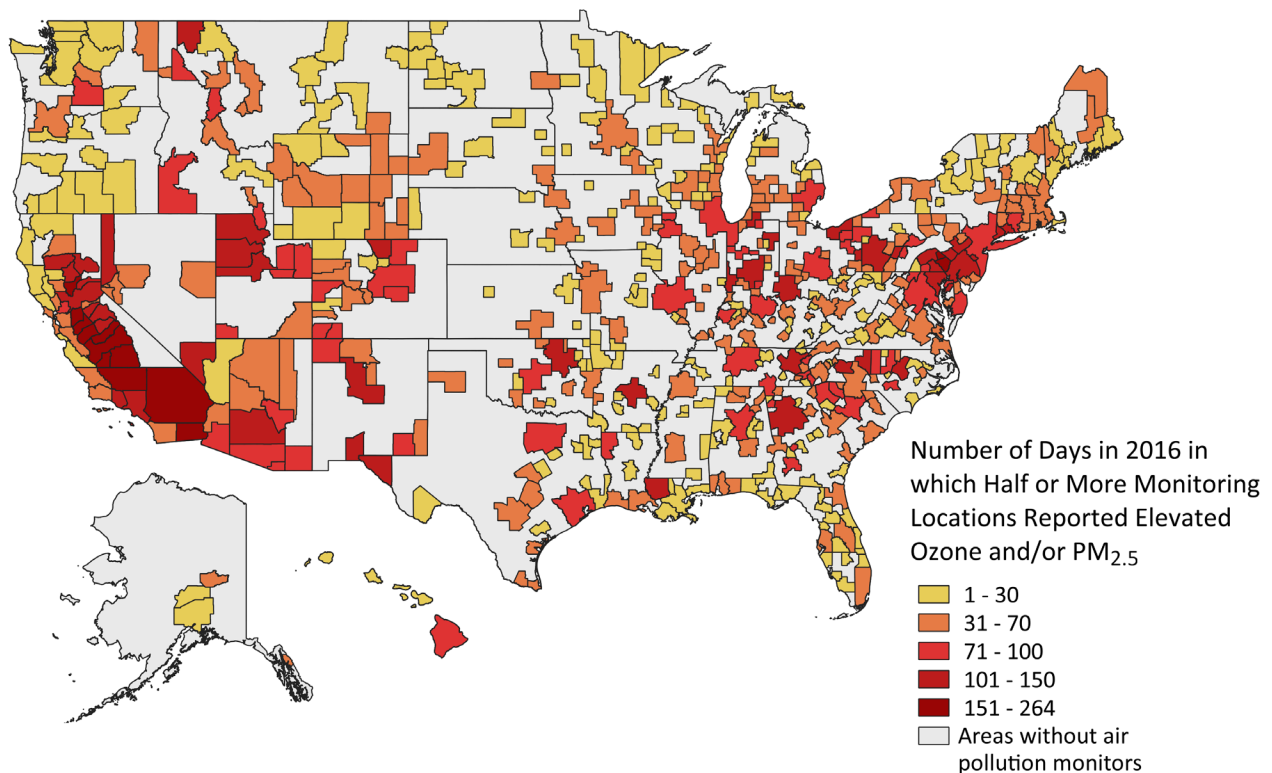 Number of Days in 2016 in
which Half or More Monitoring
Locations Reported Elevated
Ozone and/or PM2.5
1 - 30
31 - 70
71 - 100
101 - 150
151 - 264
Areas without air
pollution monitors